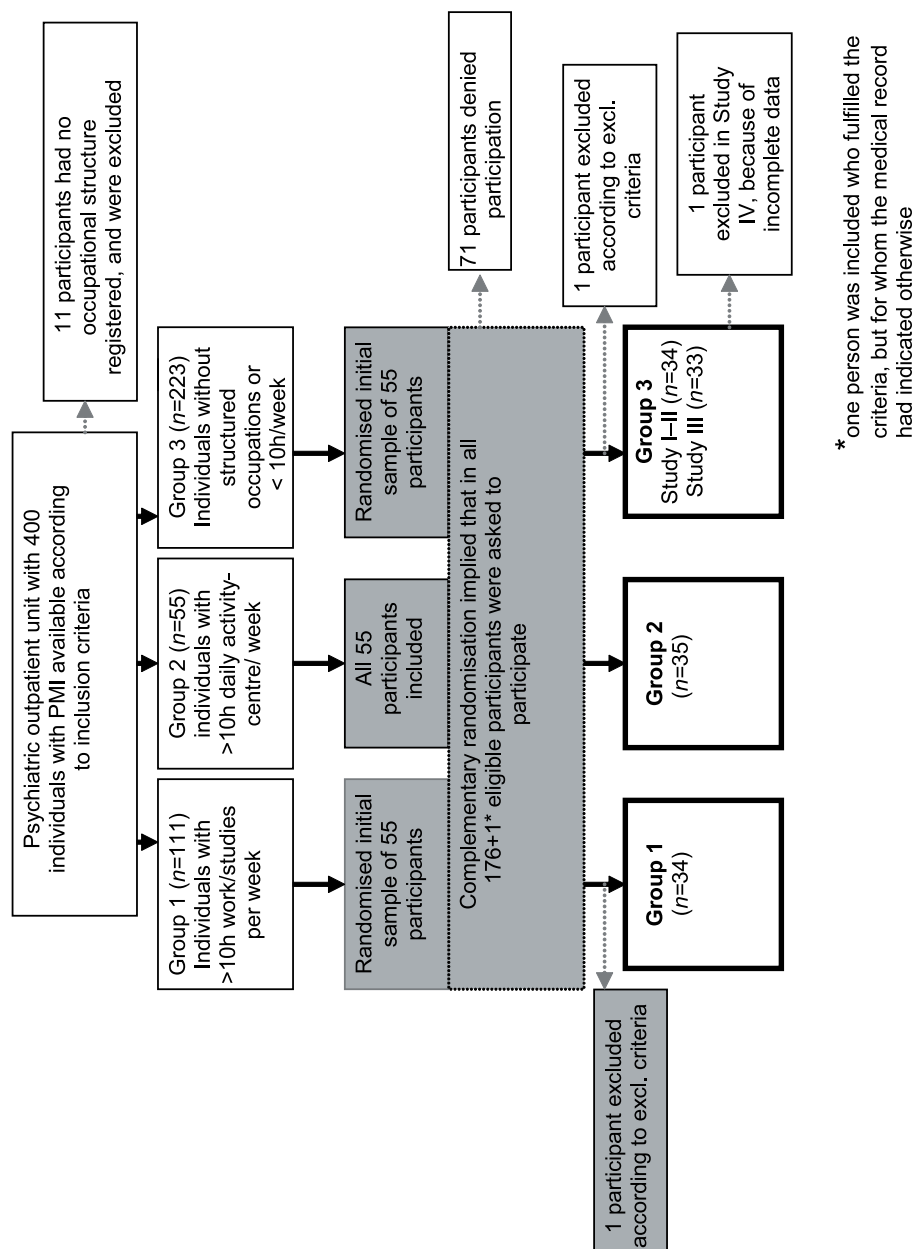 Psychiatric outpatient unit with 400
individuals with PMI available according
to inclusion criteria
11 participants had no
occupational structure
registered, and were excluded
Group 1 (n=111)
Individuals with
>10h work/studies
per week
Group 2 (n=55)
individuals with
>10h daily activity-
centre/ week
Group 3 (n=223)
Individuals without
structured
occupations or
< 10h/week
Randomised initial
sample of 55
participants
All 55
participants
included
Randomised initial
sample of 55
participants
Complementary randomisation implied that in all
176+1* eligible participants were asked to
participate
71 participants denied
participation
1 participant excluded
according to excl. criteria
1 participant excluded
according to excl.
criteria
Group 1
(n=34)
Group 2
(n=35)
Group 3
Study I–II (n=34)
Study III (n=33)
1 participant
excluded in Study
IV, because of
incomplete data
* one person was included who fulfilled the
criteria, but for whom the medical record
had indicated otherwise